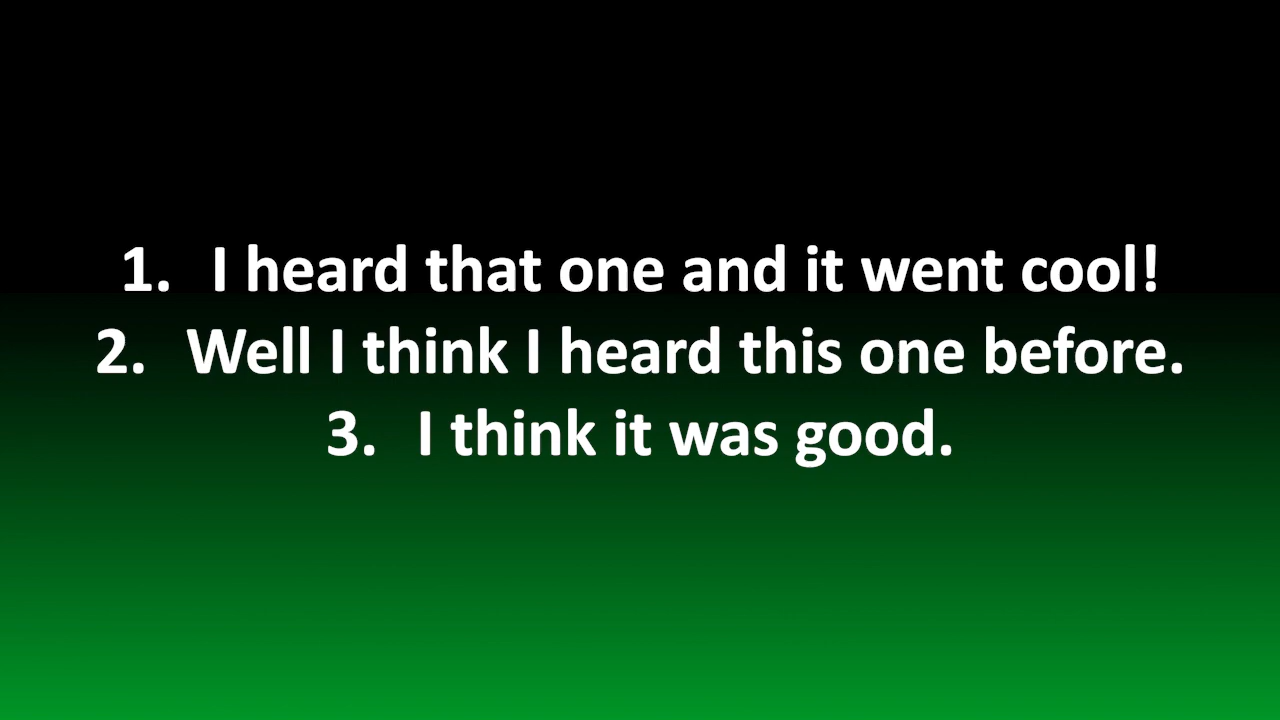 1. I heard that one and it went cool!
2. Well I think I heard this one before.
3. I think it was good.